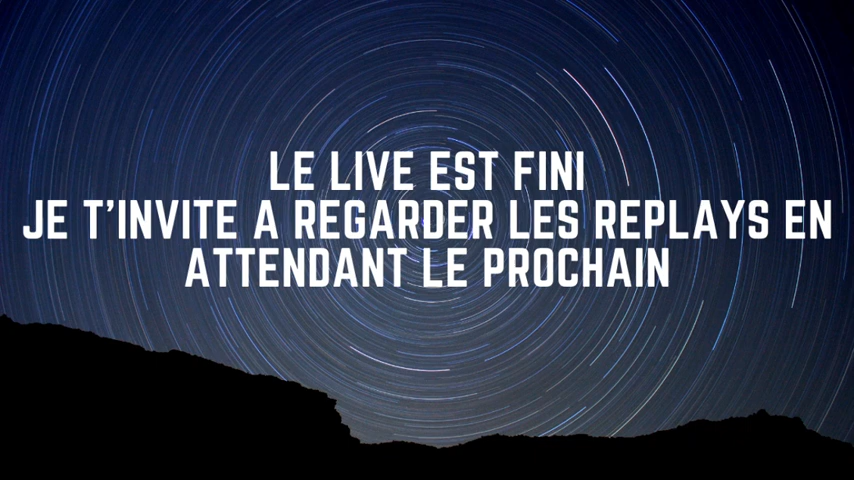 LE LIVE EST FINI
JE T'INVITE A REGARDER LES REPLAYS EN
ATTENDANT LE PROCHAIN